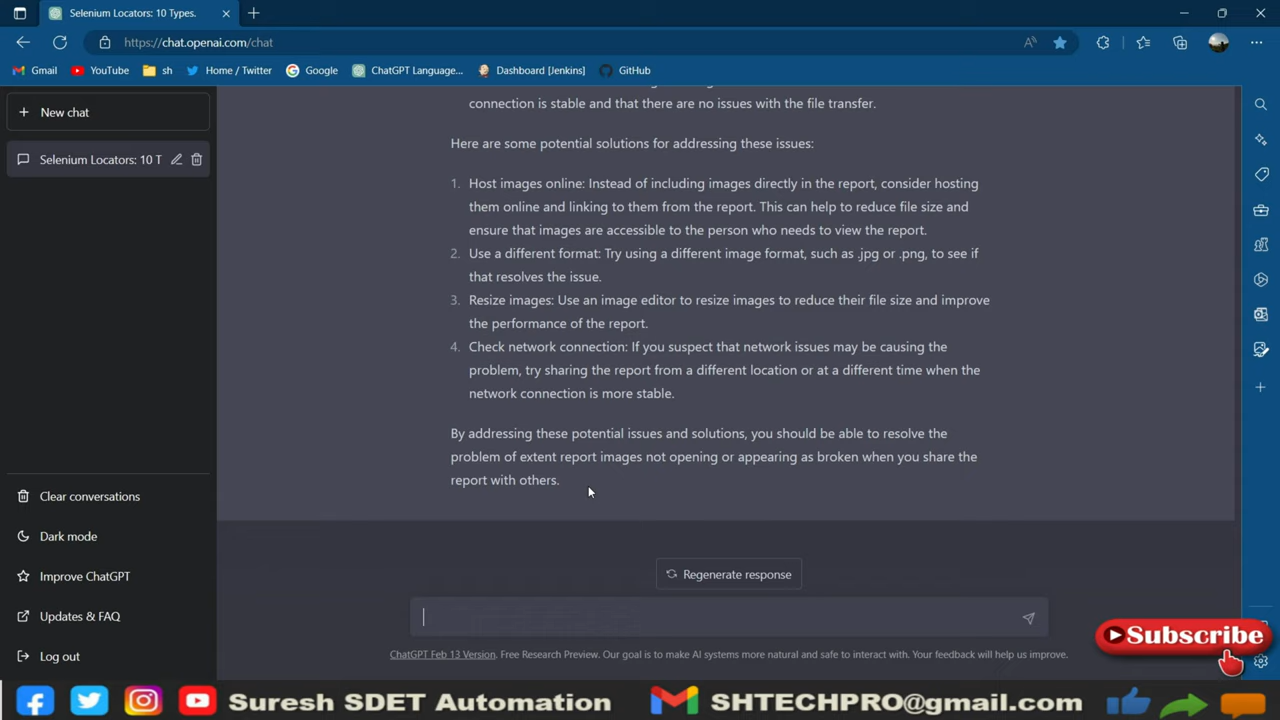 Selenium Locators: 10 Types.
https://chat.openai.com/chat
Gmail
YouTube
sh
Home / Twitter
Google
ChatGPT Language...
Dashboard [Jenkins]
GitHub
New chat
Selenium Locators: 10 T
connection is stable and that there are no issues with the file transfer.
Here are some potential solutions for addressing these issues:
1. Host images online: Instead of including images directly in the report, consider hosting
them online and linking to them from the report. This can help to reduce file size and
ensure that images are accessible to the person who needs to view the report.
2. Use a different format: Try using a different image format, such as .jpg or .png, to see if
that resolves the issue.
3. Resize images: Use an image editor to resize images to reduce their file size and improve
the performance of the report.
4. Check network connection: If you suspect that network issues may be causing the
problem, try sharing the report from a different location or at a different time when the
network connection is more stable.
By addressing these potential issues and solutions, you should be able to resolve the
problem of extent report images not opening or appearing as broken when you share the
report with others.
Clear conversations
Dark mode
Improve ChatGPT
Updates & FAQ
Log out
Regenerate response
ChatGPT Feb 13 Version. Free Research Preview. Our goal is to make AI systems more natural and safe to interact with. Your feedback will help us improve.
Subscribe
Suresh SDET Automation
SHTECHPRO@gmail.com